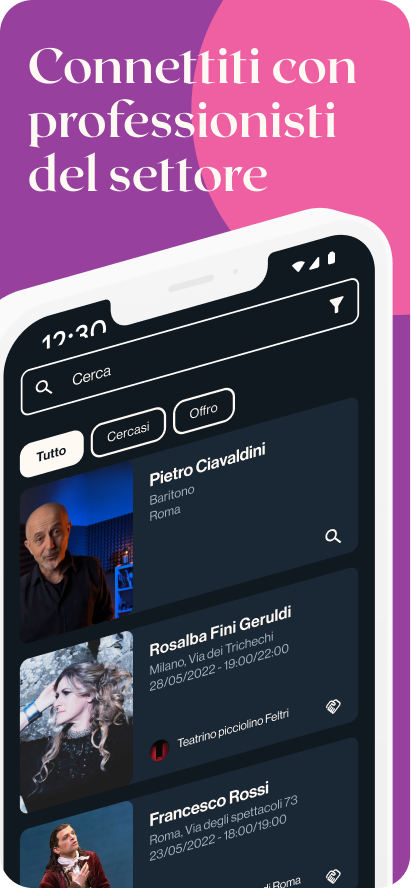 Connettiti con
professionisti
del settore
12:30
Cerca
Tutto
Cercasi
Offro
Pietro Ciavaldini
Baritono
Roma
Rosalba Fini Geruldi
Milano, Via dei Trichechi
28/05/2022 - 19:00/22:00
Teatrino picciolino Feltri
Francesco Rossi
Roma, Via degli spettacoli 73
23/05/2022 - 18:00/19:00
di Roma